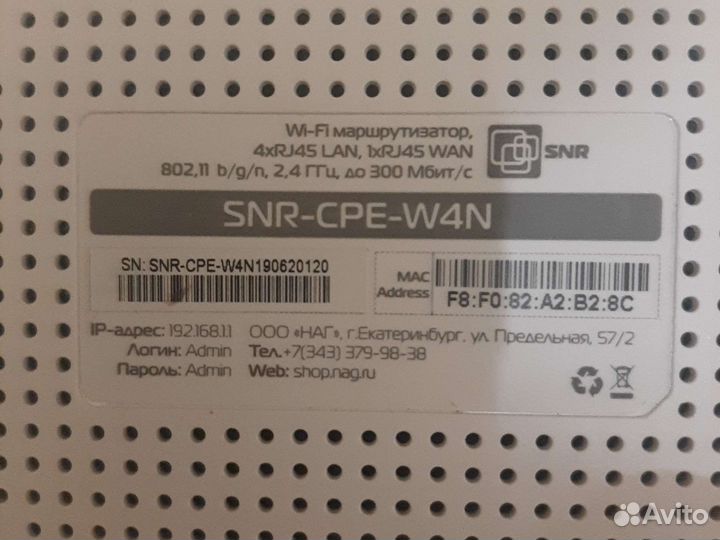 Wi-Fi маршрутизатор,
4xRJ45 LAN, 1xRJ45 WAN
802,11 b/g/n, 2,4 ГГц, до 300 Мбит/с
SNR
SNR-CPE-W4N
SN: SNR-CPE-W4N190620120
MAC Address F8:F0:82:A2:B2:8C
IP-адрес: 192.168.1.1 ООО «НАГ», г.Екатеринбург. ул. Предельная, 57/2
Логин: Admin Тел.+7(343) 379-98-38
Пароль: Admin Web: shop.nag.ru
Avito